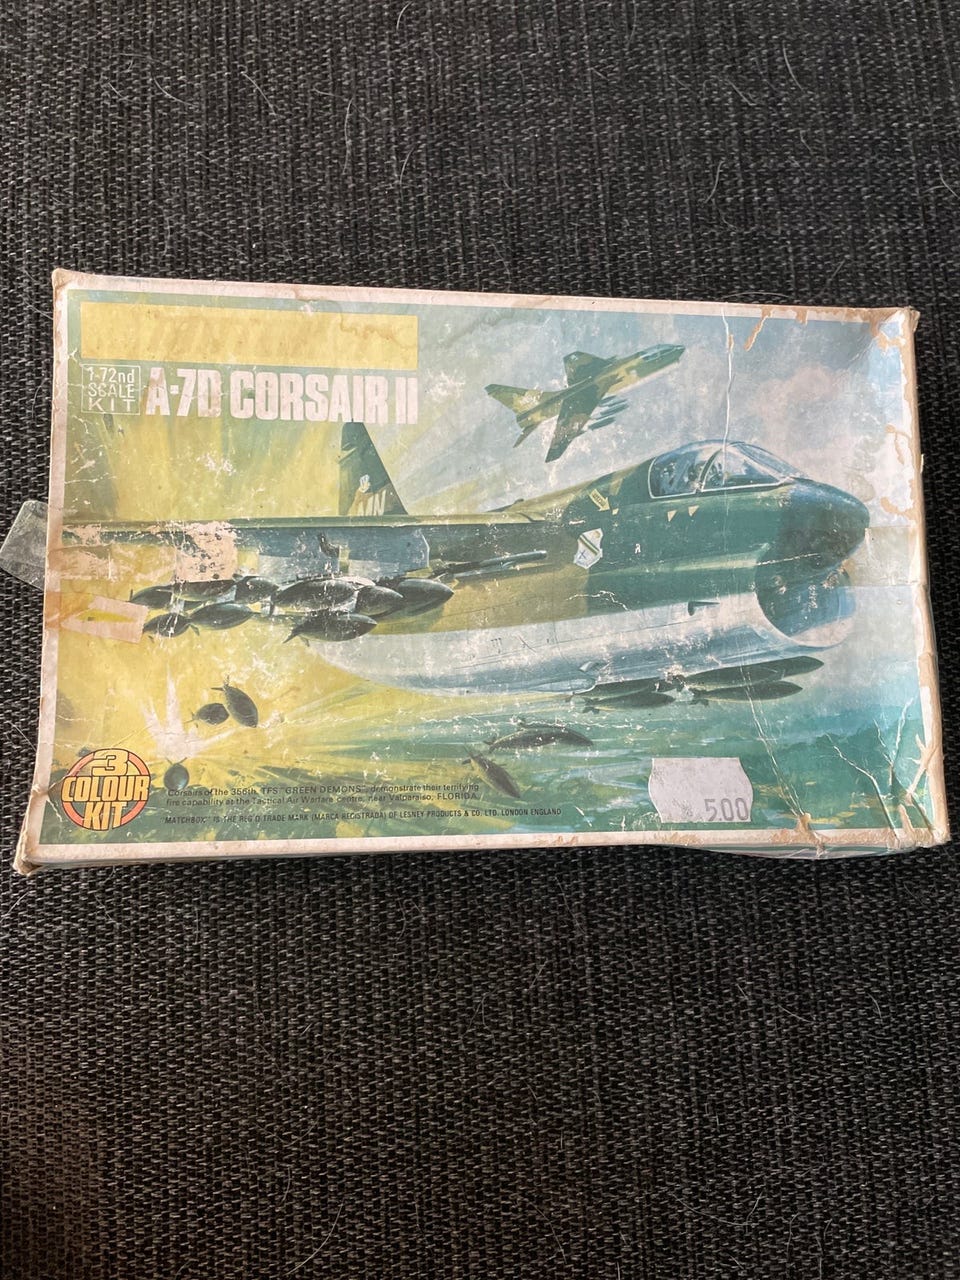 1-72nd
SCALE
KIT
A-7D CORSAIR II
3
COLOUR
KIT
Corsairs of the 356th. TFS "GREEN DEMONS", demonstrate their terrifying
fire capability at the Tactical Air Warfare centre, near Valparaiso, FLORIDA.
"MATCHBOX" IS THE REG'D TRADE MARK (MARCA REGISTRADA) OF LESNEY PRODUCTS & CO. LTD. LONDON ENGLAND
5.00